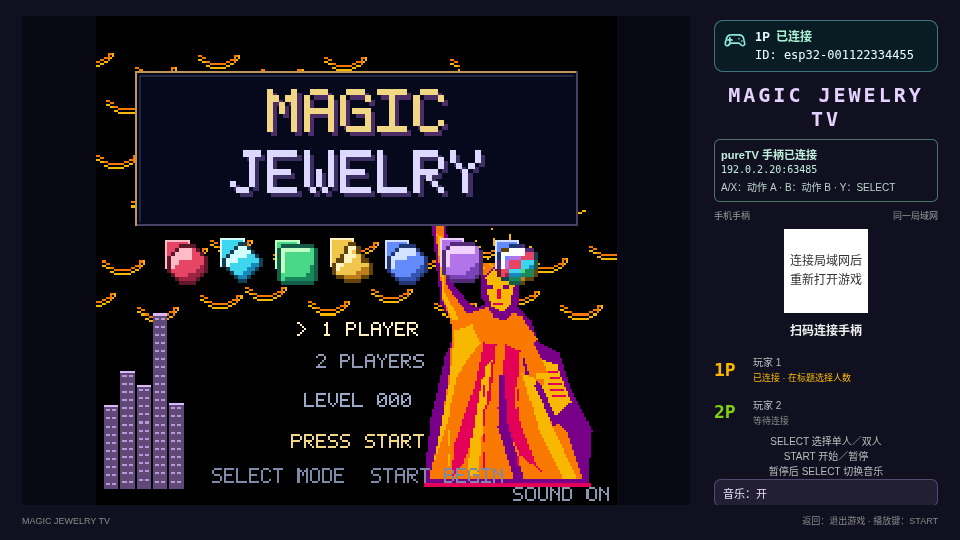 MAGIC
JEWELRY
> 1 PLAYER
2 PLAYERS
LEVEL 000
PRESS START
SELECT MODE START BEGIN
SOUND ON
1P 已连接
ID: esp32-001122334455
MAGIC JEWELRY
TV
pureTV 手柄已连接
192.0.2.20:63485
A/X：动作 A · B：动作 B · Y：SELECT
手机手柄 同一局域网
连接局域网后
重新打开游戏
扫码连接手柄
1P 玩家 1
已连接 · 在标题选择人数
2P 玩家 2
等待连接
SELECT 选择单人／双人
START 开始／暂停
暂停后 SELECT 切换音乐
音乐：开
MAGIC JEWELRY TV
返回：退出游戏 · 播放键：START